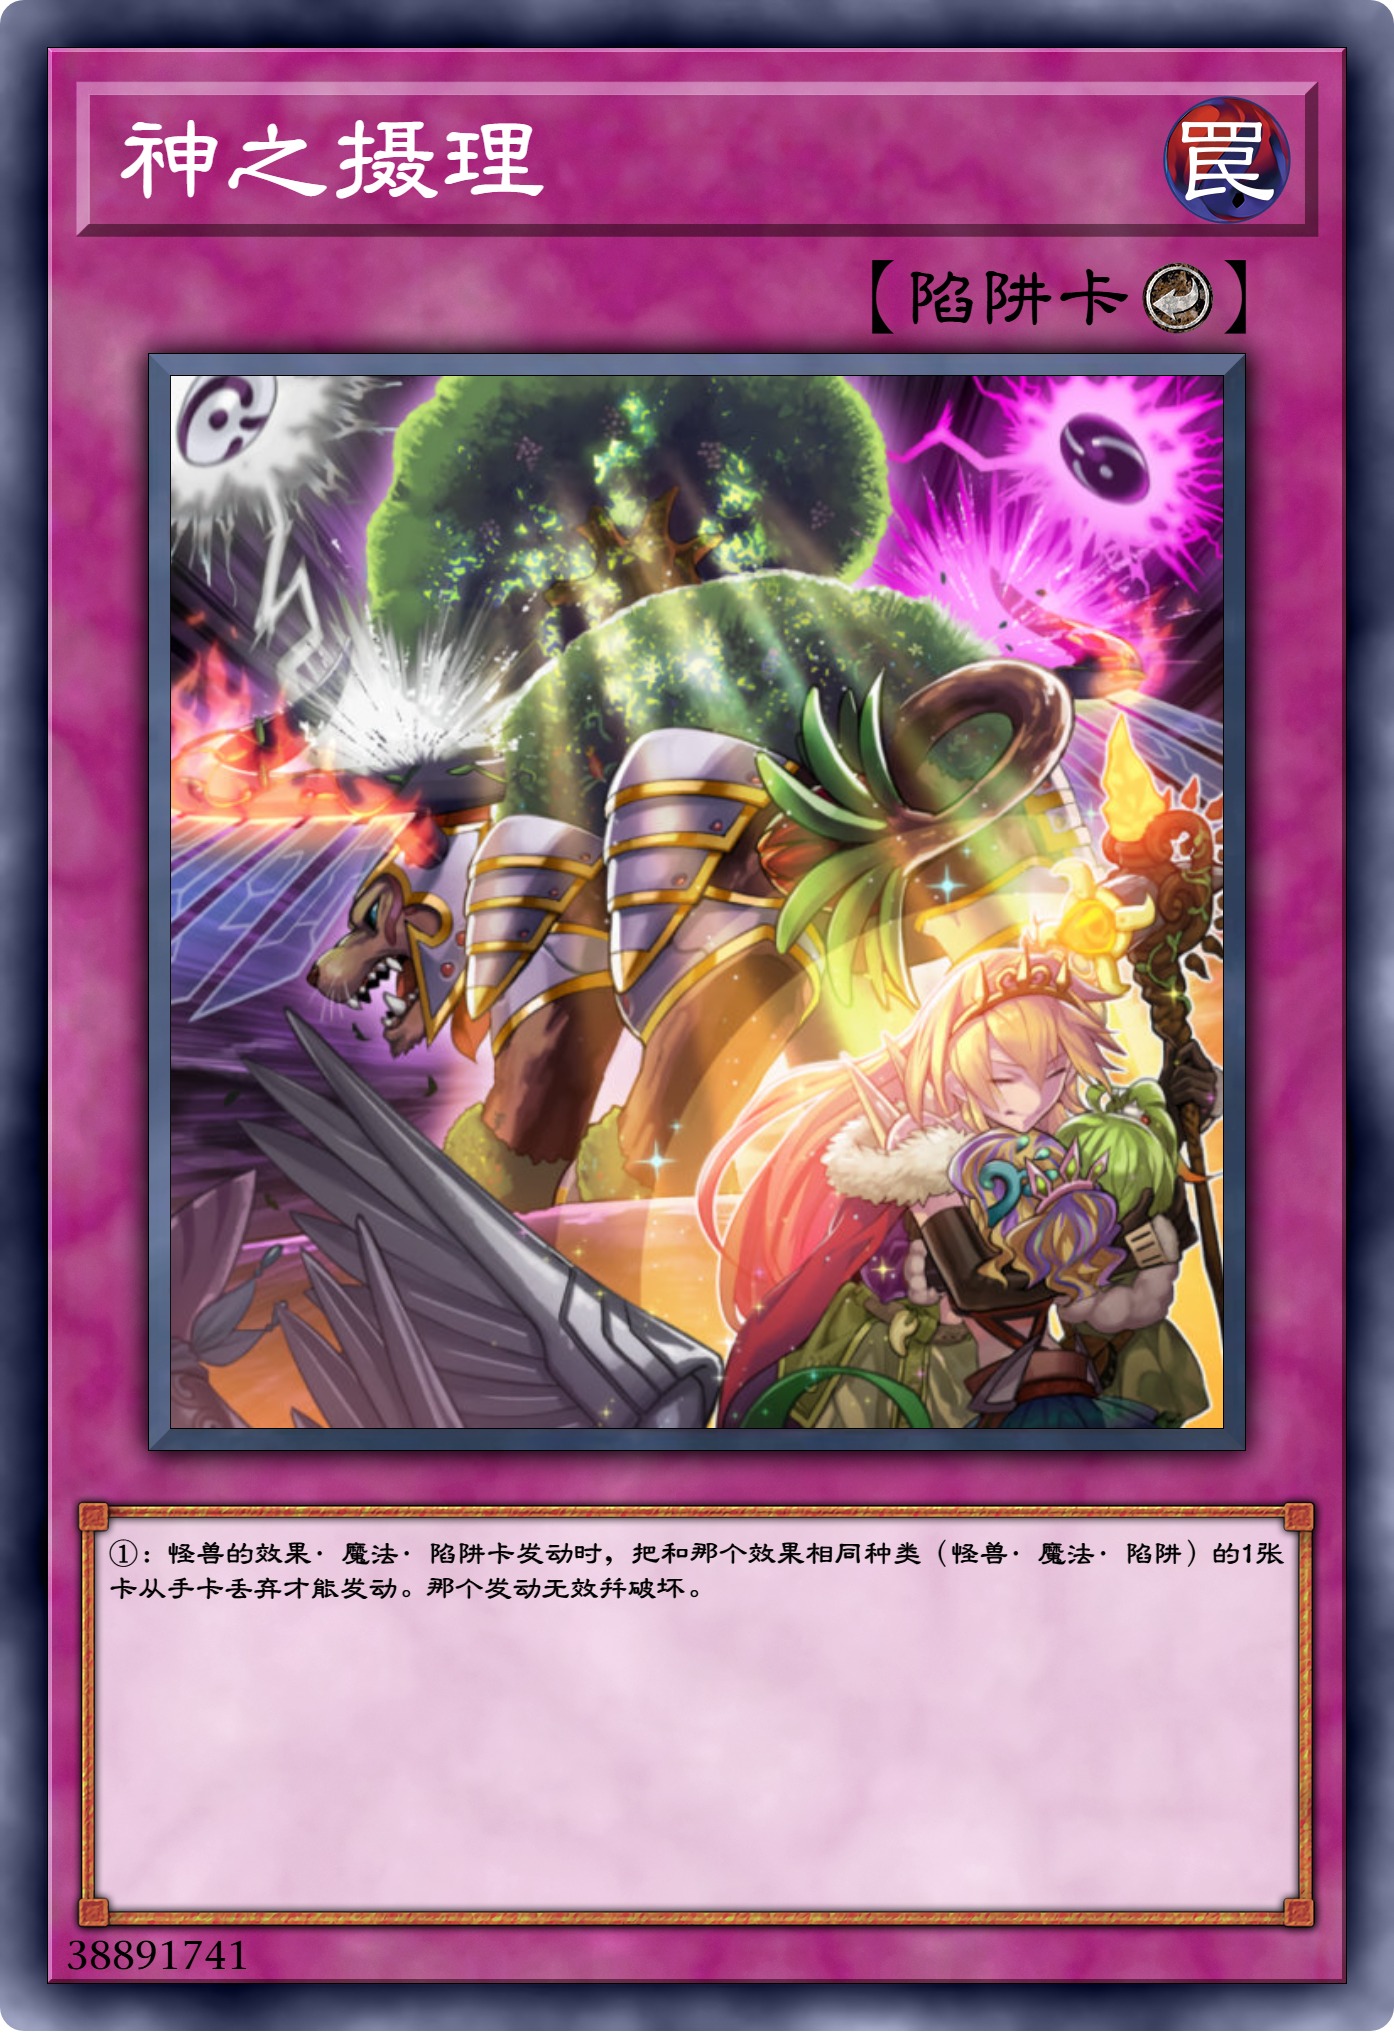 神之摄理
罠
【陷阱卡】
①：怪兽的效果·魔法·陷阱卡发动时，把和那个效果相同种类（怪兽·魔法·陷阱）的1张
卡从手卡丢弃才能发动。那个发动无效并破坏。
38891741